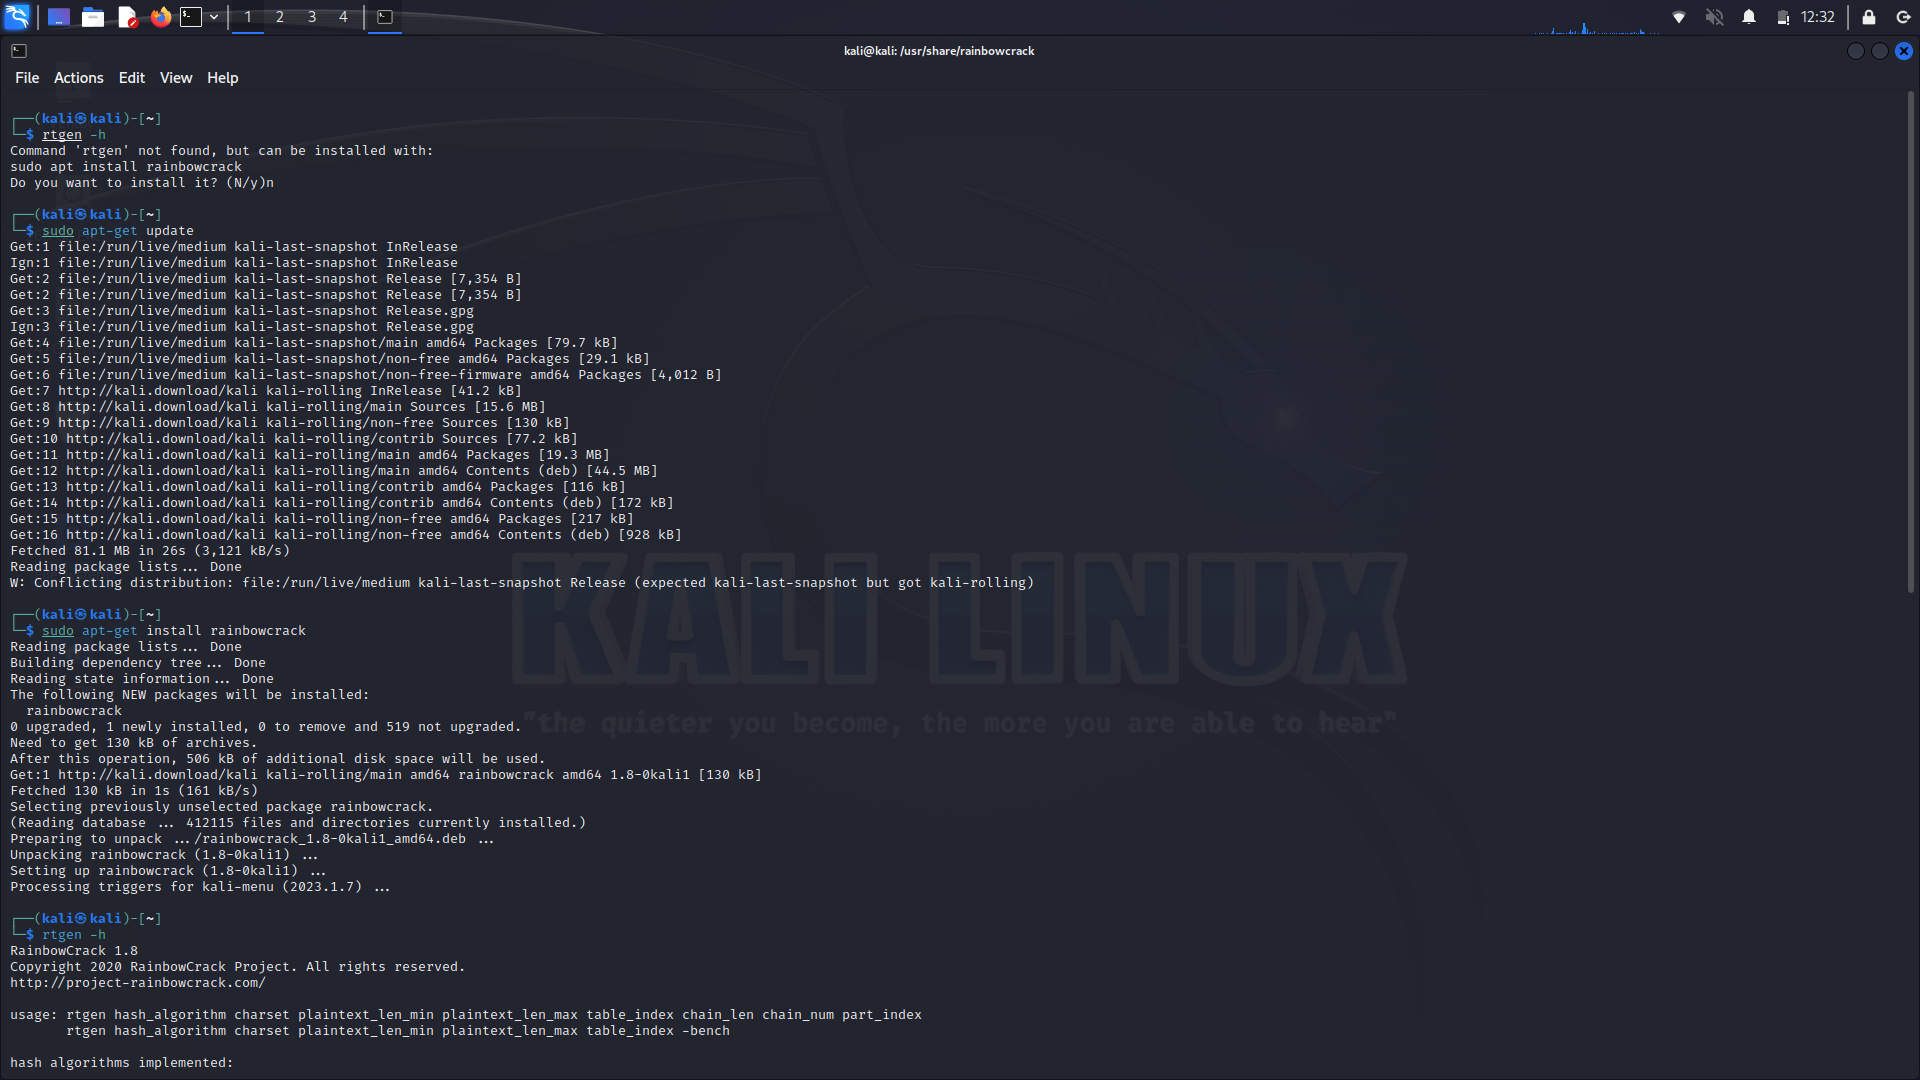 1 2 3 4 12:32
kali@kali: /usr/share/rainbowcrack
File Actions Edit View Help
┌──(kali㉿kali)-[~]
└─$ rtgen -h
Command 'rtgen' not found, but can be installed with:
sudo apt install rainbowcrack
Do you want to install it? (N/y)n
┌──(kali㉿kali)-[~]
└─$ sudo apt-get update
Get:1 file:/run/live/medium kali-last-snapshot InRelease
Ign:1 file:/run/live/medium kali-last-snapshot InRelease
Get:2 file:/run/live/medium kali-last-snapshot Release [7,354 B]
Get:2 file:/run/live/medium kali-last-snapshot Release [7,354 B]
Get:3 file:/run/live/medium kali-last-snapshot Release.gpg
Ign:3 file:/run/live/medium kali-last-snapshot Release.gpg
Get:4 file:/run/live/medium kali-last-snapshot/main amd64 Packages [79.7 kB]
Get:5 file:/run/live/medium kali-last-snapshot/non-free amd64 Packages [29.1 kB]
Get:6 file:/run/live/medium kali-last-snapshot/non-free-firmware amd64 Packages [4,012 B]
Get:7 http://kali.download/kali kali-rolling InRelease [41.2 kB]
Get:8 http://kali.download/kali kali-rolling/main Sources [15.6 MB]
Get:9 http://kali.download/kali kali-rolling/non-free Sources [130 kB]
Get:10 http://kali.download/kali kali-rolling/contrib Sources [77.2 kB]
Get:11 http://kali.download/kali kali-rolling/main amd64 Packages [19.3 MB]
Get:12 http://kali.download/kali kali-rolling/main amd64 Contents (deb) [44.5 MB]
Get:13 http://kali.download/kali kali-rolling/contrib amd64 Packages [116 kB]
Get:14 http://kali.download/kali kali-rolling/contrib amd64 Contents (deb) [172 kB]
Get:15 http://kali.download/kali kali-rolling/non-free amd64 Packages [217 kB]
Get:16 http://kali.download/kali kali-rolling/non-free amd64 Contents (deb) [928 kB]
Fetched 81.1 MB in 26s (3,121 kB/s)
Reading package lists... Done
W: Conflicting distribution: file:/run/live/medium kali-last-snapshot Release (expected kali-last-snapshot but got kali-rolling)
┌──(kali㉿kali)-[~]
└─$ sudo apt-get install rainbowcrack
Reading package lists... Done
Building dependency tree... Done
Reading state information... Done
The following NEW packages will be installed:
rainbowcrack
0 upgraded, 1 newly installed, 0 to remove and 519 not upgraded.
Need to get 130 kB of archives.
After this operation, 506 kB of additional disk space will be used.
Get:1 http://kali.download/kali kali-rolling/main amd64 rainbowcrack amd64 1.8-0kali1 [130 kB]
Fetched 130 kB in 1s (161 kB/s)
Selecting previously unselected package rainbowcrack.
(Reading database ... 412115 files and directories currently installed.)
Preparing to unpack .../rainbowcrack_1.8-0kali1_amd64.deb ...
Unpacking rainbowcrack (1.8-0kali1) ...
Setting up rainbowcrack (1.8-0kali1) ...
Processing triggers for kali-menu (2023.1.7) ...
┌──(kali㉿kali)-[~]
└─$ rtgen -h
RainbowCrack 1.8
Copyright 2020 RainbowCrack Project. All rights reserved.
http://project-rainbowcrack.com/
usage: rtgen hash_algorithm charset plaintext_len_min plaintext_len_max table_index chain_len chain_num part_index
rtgen hash_algorithm charset plaintext_len_min plaintext_len_max table_index -bench
hash algorithms implemented:
KALI LINUX
"the quieter you become, the more you are able to hear"